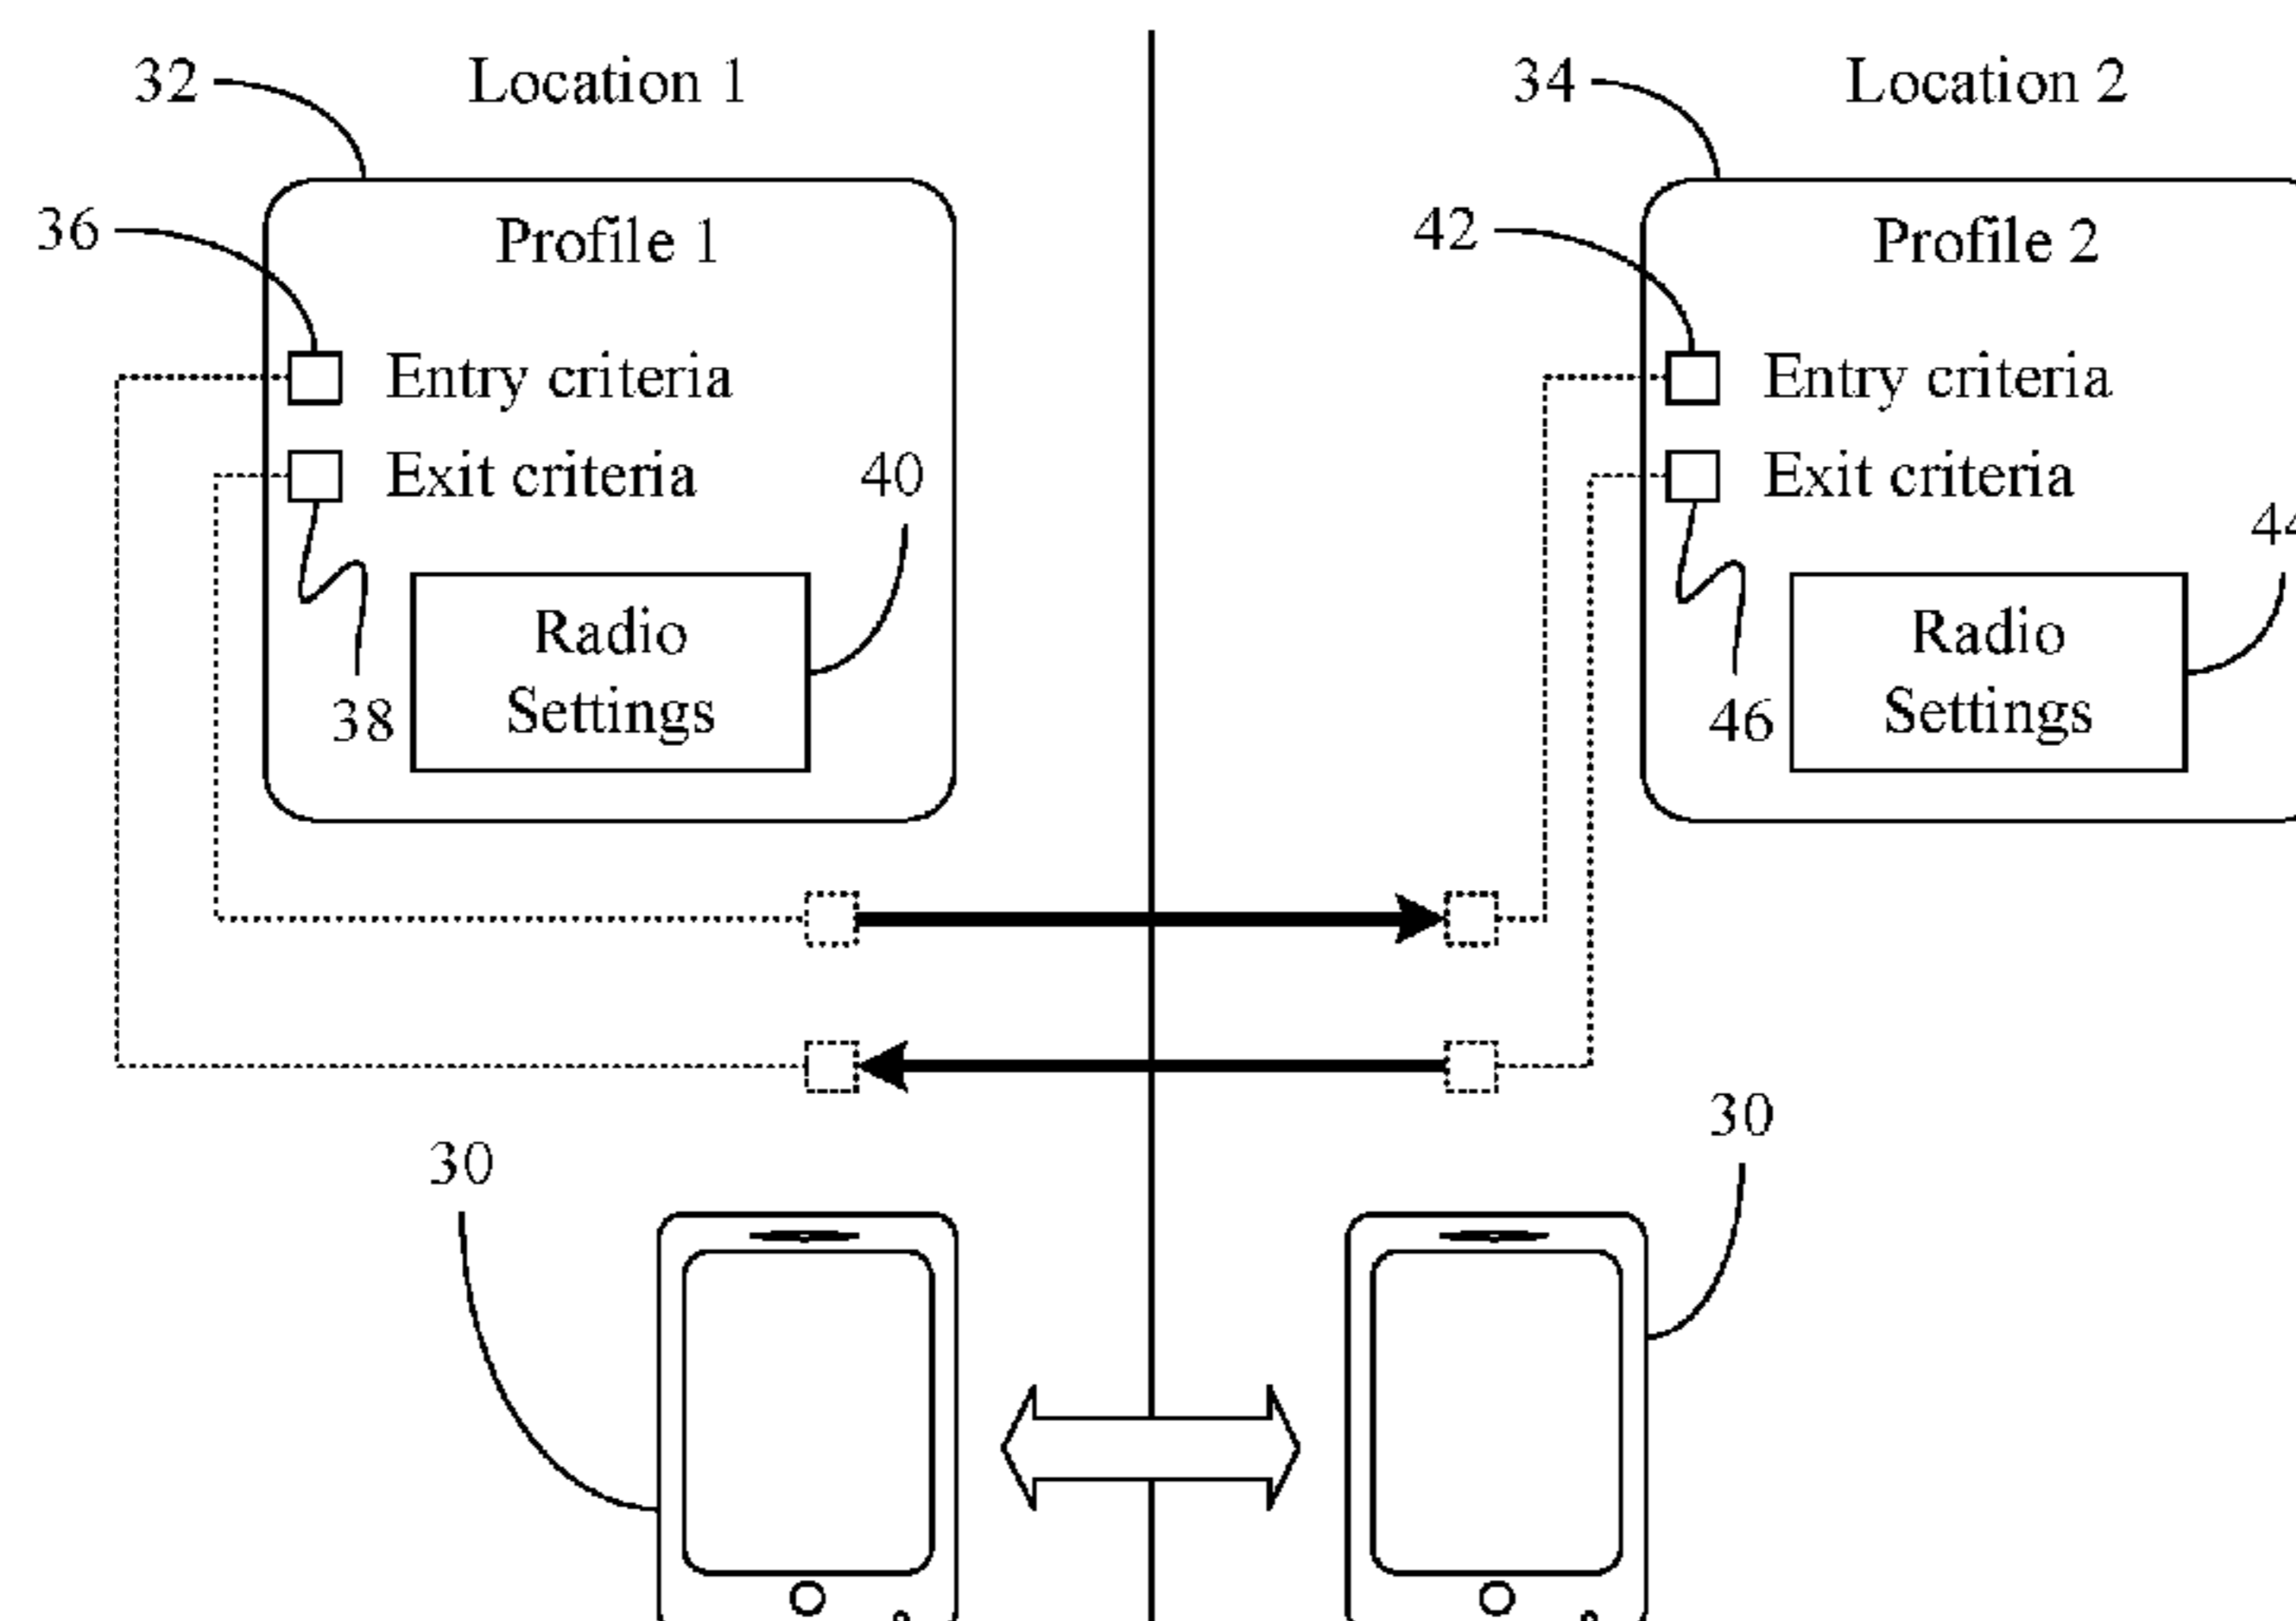 32 Location 1 34 Location 2
36 Profile 1 42 Profile 2
Entry criteria Entry criteria
Exit criteria 40 Exit criteria
44
Radio Radio
Settings Settings
38 46
30
30